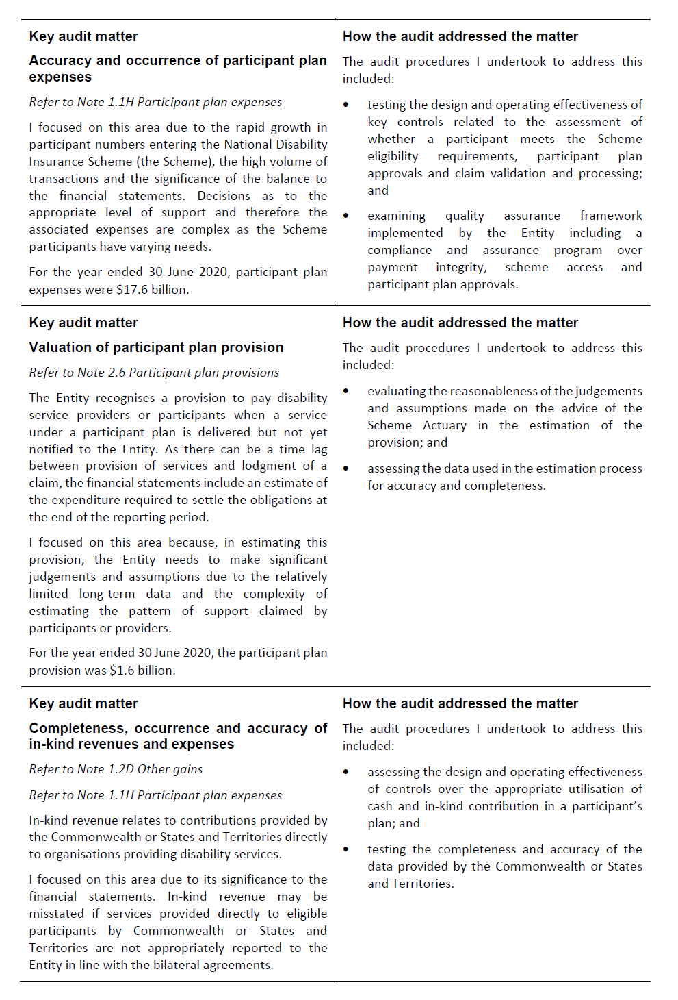 Key audit matter
Accuracy and occurrence of participant plan
expenses
Refer to Note 1.1H Participant plan expenses
I focused on this area due to the rapid growth in
participant numbers entering the National Disability
Insurance Scheme (the Scheme), the high volume of
transactions and the significance of the balance to
the financial statements. Decisions as to the
appropriate level of support and therefore the
associated expenses are complex as the Scheme
participants have varying needs.
For the year ended 30 June 2020, participant plan
expenses were $17.6 billion.
How the audit addressed the matter
The audit procedures I undertook to address this
included:
• testing the design and operating effectiveness of
key controls related to the assessment of
whether a participant meets the Scheme
eligibility requirements, participant plan
approvals and claim validation and processing;
and
• examining quality assurance framework
implemented by the Entity including a
compliance and assurance program over
payment integrity, scheme access and
participant plan approvals.
Key audit matter
Valuation of participant plan provision
Refer to Note 2.6 Participant plan provisions
The Entity recognises a provision to pay disability
service providers or participants when a service
under a participant plan is delivered but not yet
notified to the Entity. As there can be a time lag
between provision of services and lodgment of a
claim, the financial statements include an estimate of
the expenditure required to settle the obligations at
the end of the reporting period.
I focused on this area because, in estimating this
provision, the Entity needs to make significant
judgements and assumptions due to the relatively
limited long-term data and the complexity of
estimating the pattern of support claimed by
participants or providers.
For the year ended 30 June 2020, the participant plan
provision was $1.6 billion.
How the audit addressed the matter
The audit procedures I undertook to address this
included:
• evaluating the reasonableness of the judgements
and assumptions made on the advice of the
Scheme Actuary in the estimation of the
provision; and
• assessing the data used in the estimation process
for accuracy and completeness.
Key audit matter
Completeness, occurrence and accuracy of
in-kind revenues and expenses
Refer to Note 1.2D Other gains
Refer to Note 1.1H Participant plan expenses
In-kind revenue relates to contributions provided by
the Commonwealth or States and Territories directly
to organisations providing disability services.
I focused on this area due to its significance to the
financial statements. In-kind revenue may be
misstated if services provided directly to eligible
participants by Commonwealth or States and
Territories are not appropriately reported to the
Entity in line with the bilateral agreements.
How the audit addressed the matter
The audit procedures I undertook to address this
included:
• assessing the design and operating effectiveness
of controls over the appropriate utilisation of
cash and in-kind contribution in a participant's
plan; and
• testing the completeness and accuracy of the
data provided by the Commonwealth or States
and Territories.